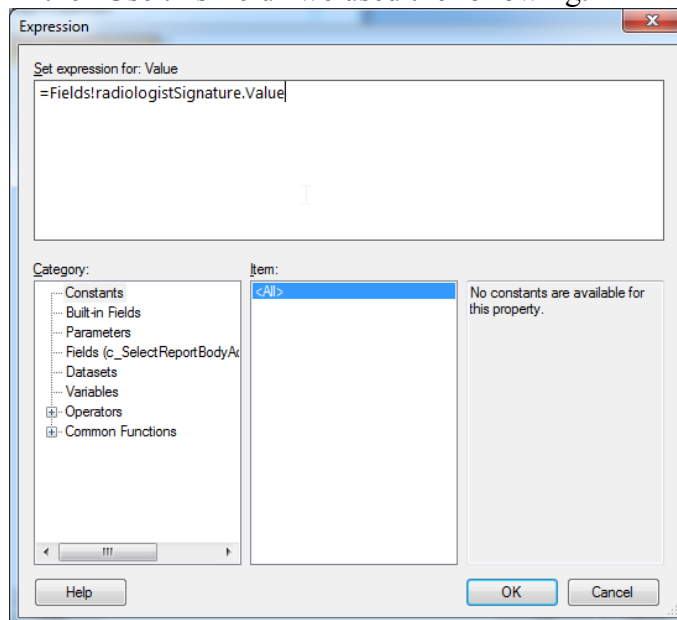 Expression
Set expression for: Value
=Fields!radiologistSignature.Value
Category:
Item:
Constants
Built-in Fields
Parameters
Fields (c_SelectReportBodyAc
Datasets
Variables
Operators
Common Functions
<All>
No constants are available for
this property.
Help
OK
Cancel